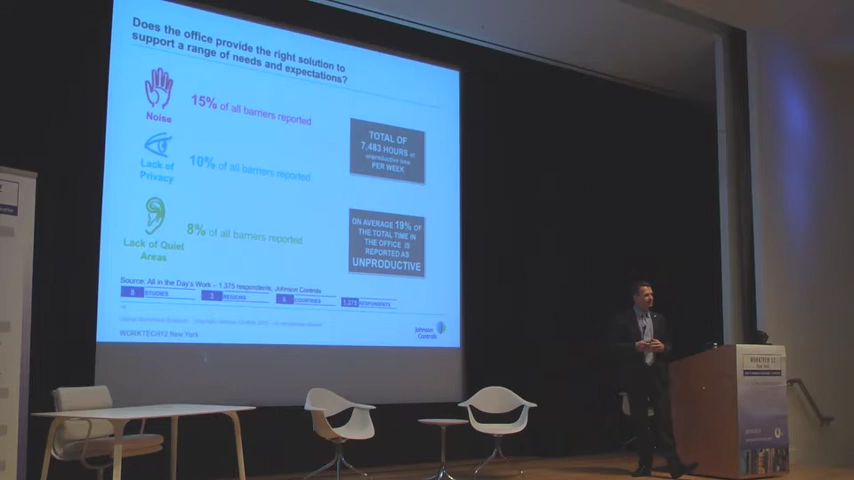 Does the office provide the right solution to
support a range of needs and expectations?
Noise
15% of all barriers reported
Lack of
Privacy
10% of all barriers reported
Lack of Quiet
Areas
8% of all barriers reported
TOTAL OF
7,483 HOURS of
unproductive time
PER WEEK
ON AVERAGE 19% OF
THE TOTAL TIME IN
THE OFFICE IS
REPORTED AS
UNPRODUCTIVE
Source: All in the Day's Work – 1,375 respondents, Johnson Controls
8 STUDIES
3 REGIONS
COUNTRIES
1,375 RESPONDENTS
WORKTECH12 New York
Johnson
Controls
WORKTECH 12
New York